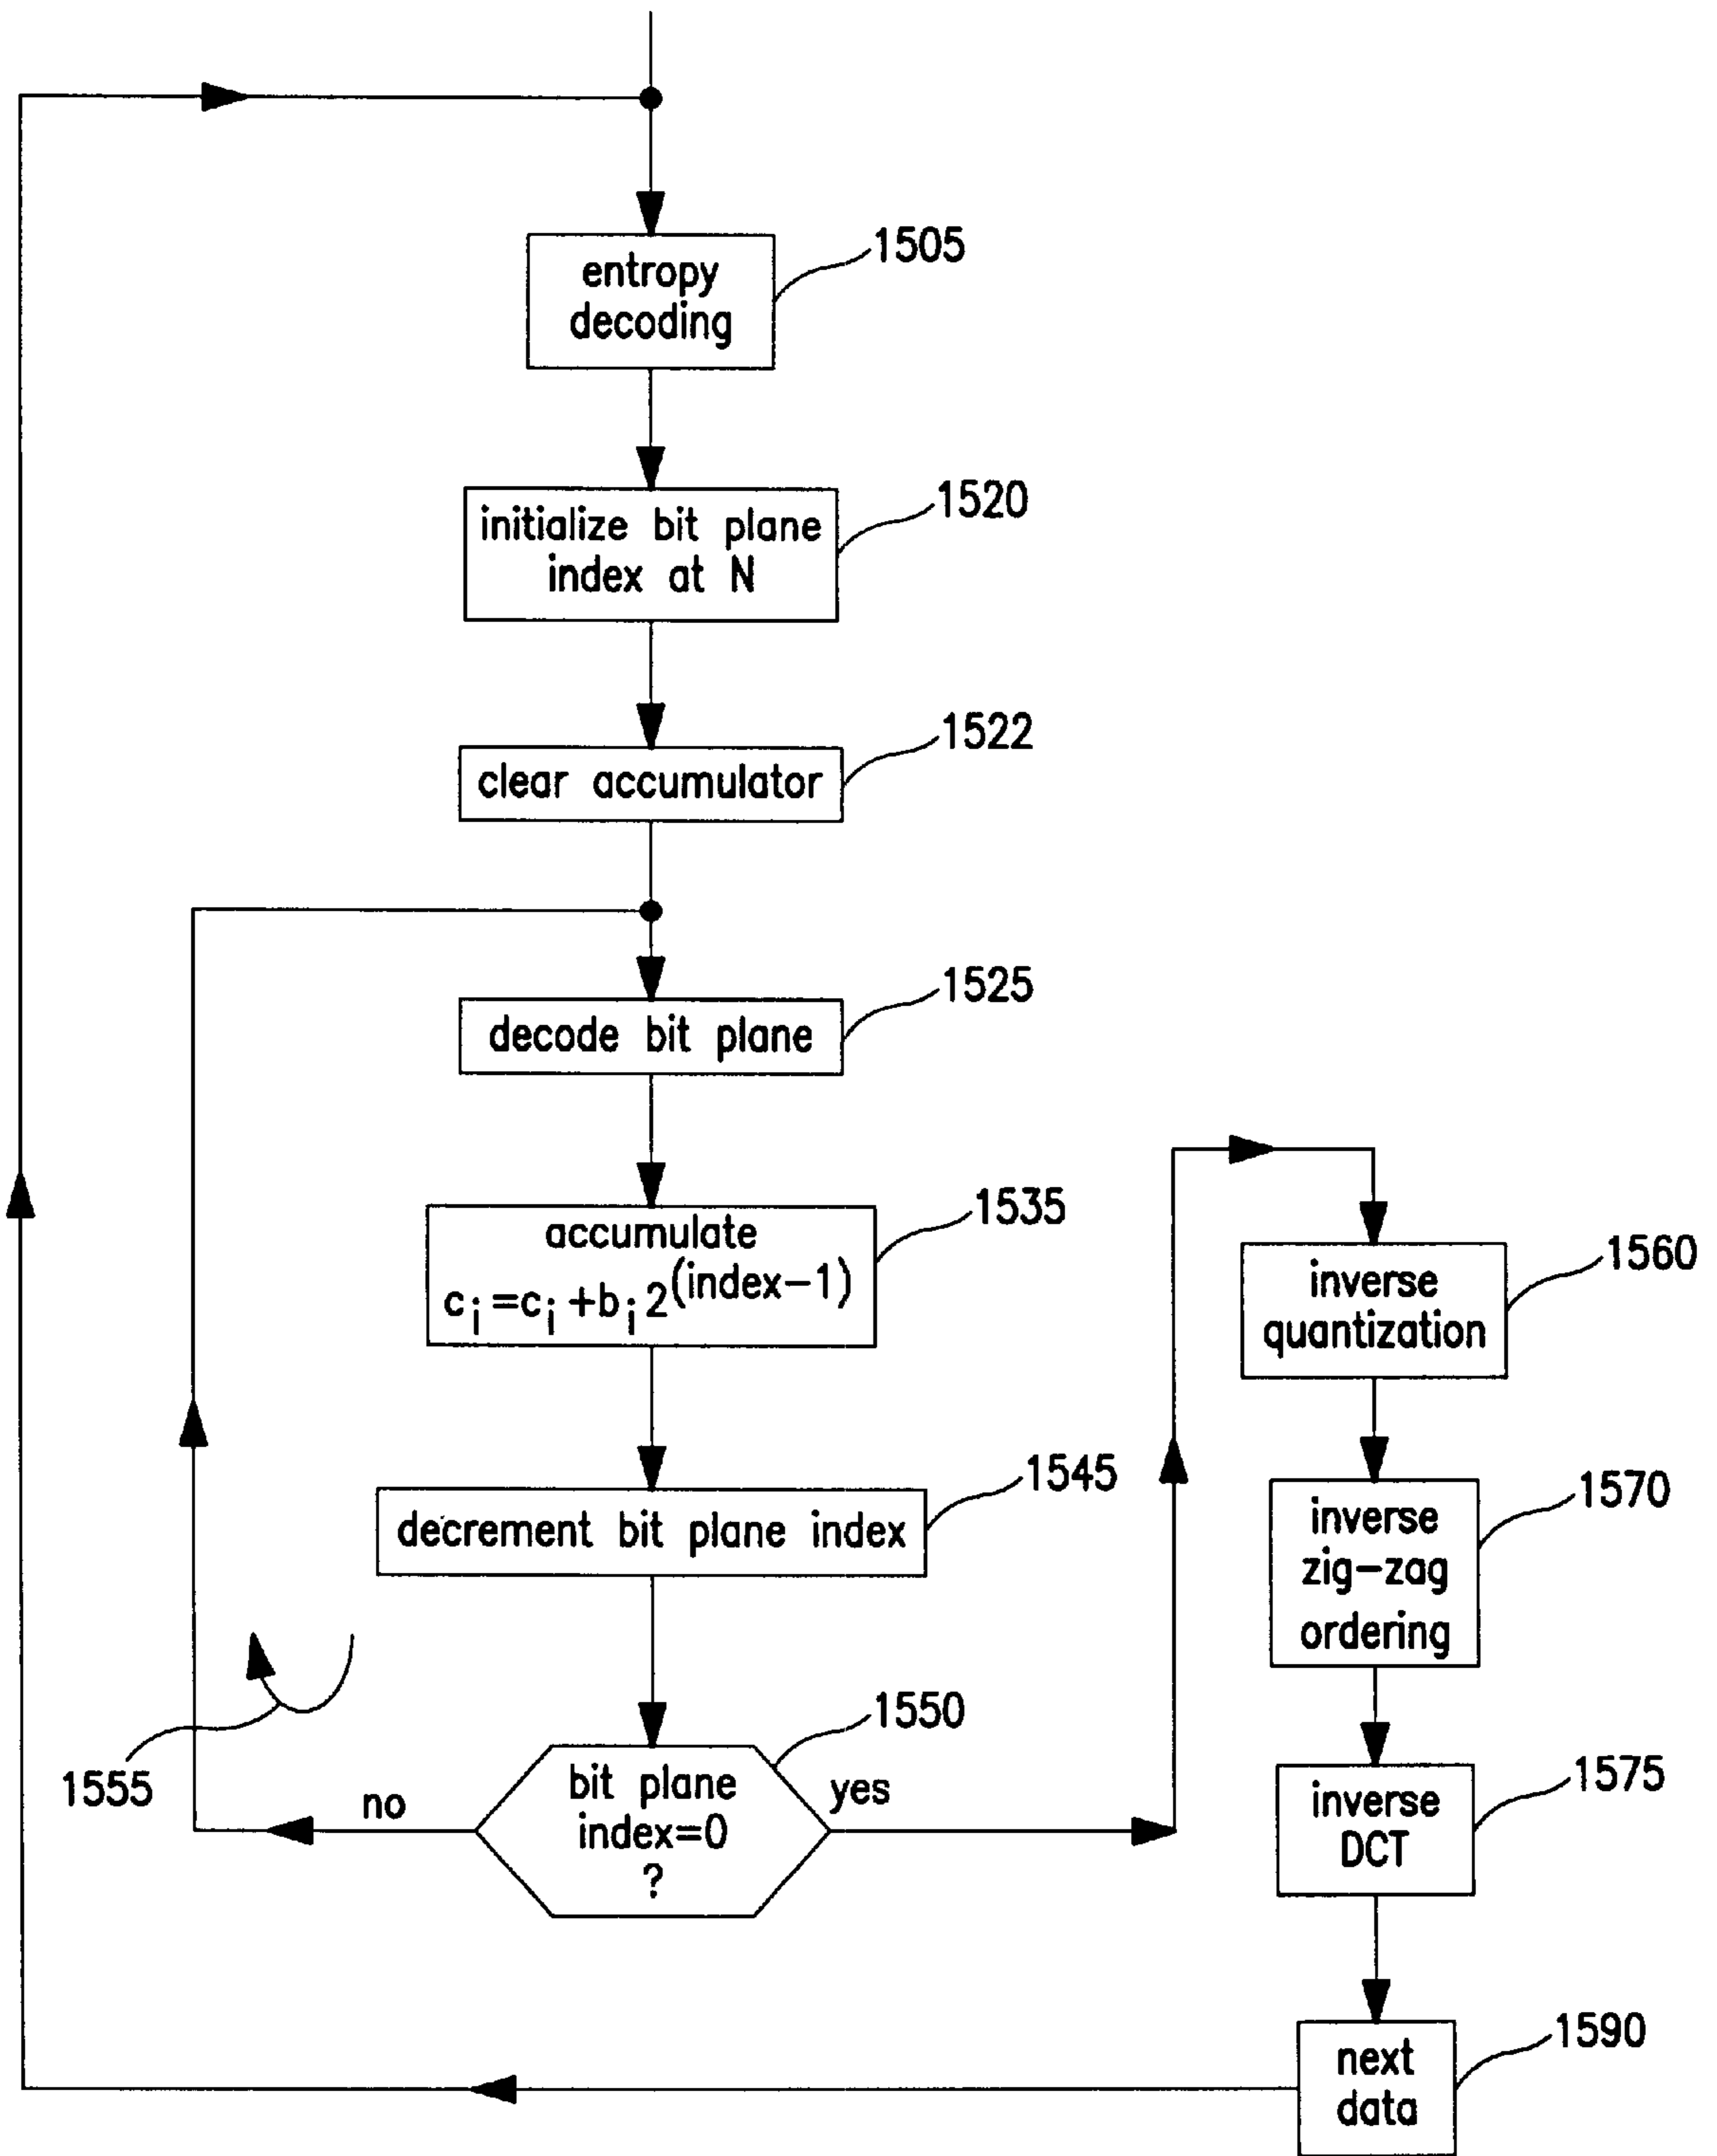 1505
entropy
decoding
1520
initialize bit plane
index at N
1522
clear accumulator
1525
decode bit plane
1535
accumulate
c_i=c_i+b_i 2^(index-1)
1545
decrement bit plane index
1550
bit plane
index=0
?
no
yes
1555
1560
inverse
quantization
1570
inverse
zig-zag
ordering
1575
inverse
DCT
1590
next
data